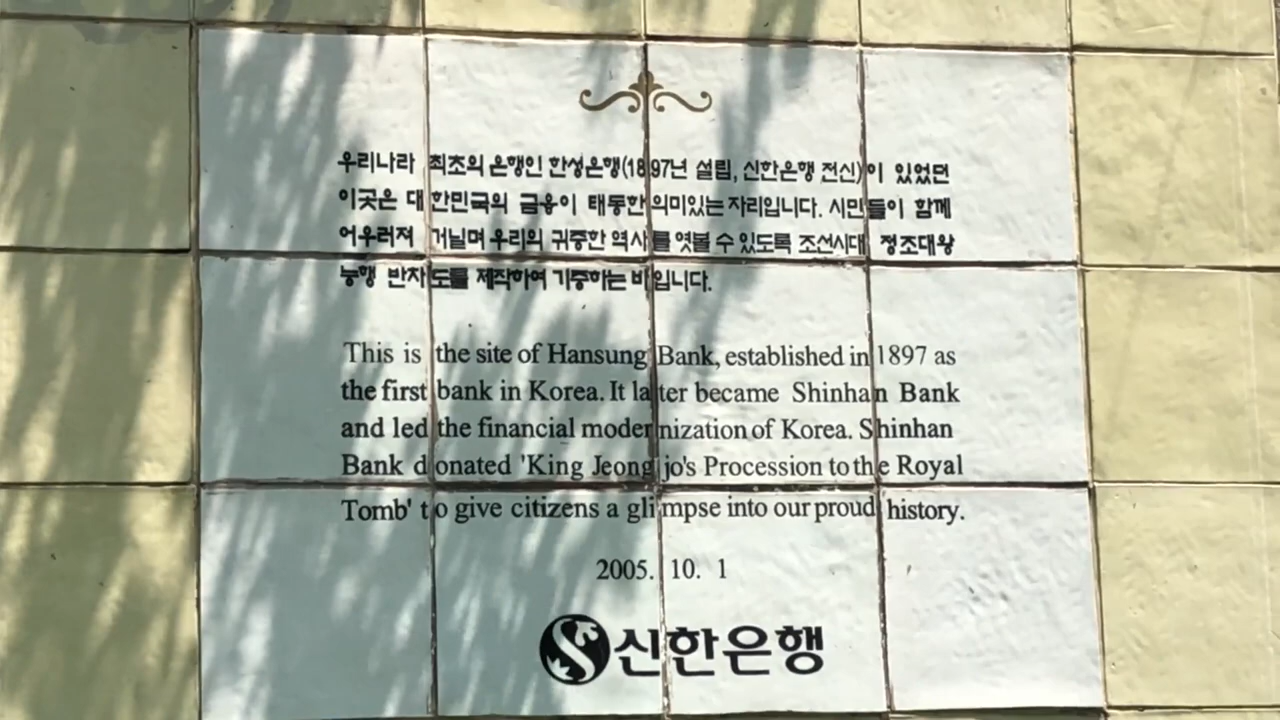 우리나라 최초의 은행인 한성은행(1897년 설립, 신한은행 전신)이 있었던
이곳은 대한민국의 금융이 태동한 의미있는 자리입니다. 시민들이 함께
어우러져 거닐며 우리의 귀중한 역사를 엿볼 수 있도록 조선시대 정조대왕
능행 반차도를 제작하여 기증하는 바입니다.
This is the site of Hansung Bank, established in 1897 as
the first bank in Korea. It later became Shinhan Bank
and led the financial modernization of Korea. Shinhan
Bank donated 'King Jeongjo's Procession to the Royal
Tomb' to give citizens a glimpse into our proud history.
2005. 10. 1
신한은행